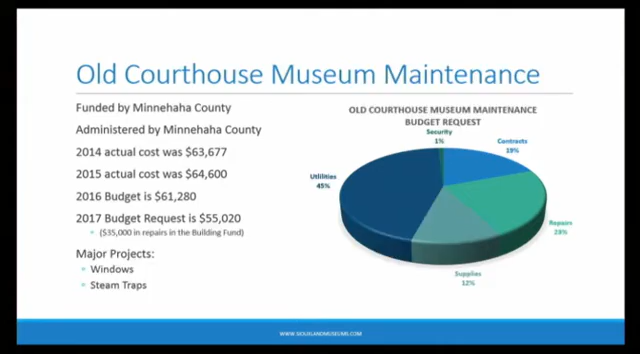 Old Courthouse Museum Maintenance
Funded by Minnehaha County
Administered by Minnehaha County
2014 actual cost was $63,677
2015 actual cost was $64,600
2016 Budget is $61,280
2017 Budget Request is $55,020
($35,000 in repairs in the Building Fund)
Major Projects:
Windows
Steam Traps
OLD COURTHOUSE MUSEUM MAINTENANCE
BUDGET REQUEST
Security
1%
Contracts
19%
Repairs
23%
Supplies
12%
Utilities
45%
WWW.SIOUXLANDMUSEUMS.COM